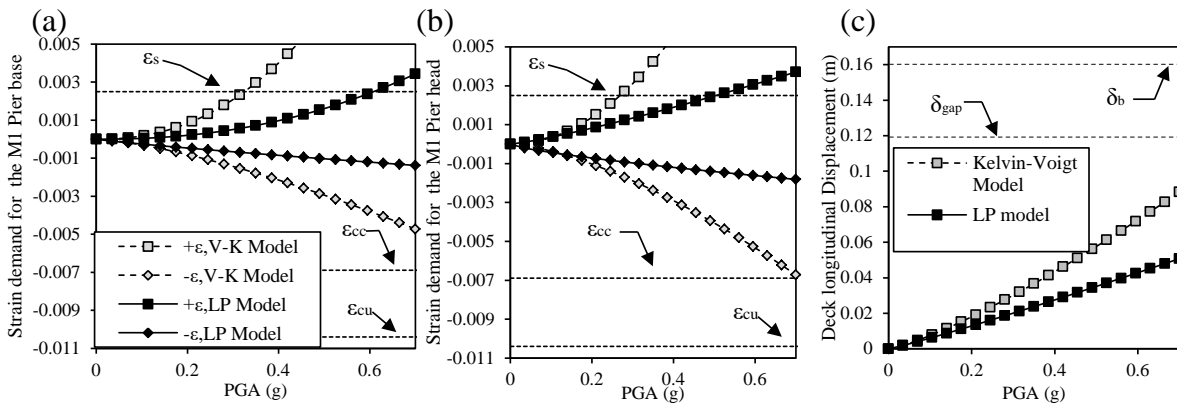 (a)
Strain demand for the M1 Pier base
0.005
0.003
0.001
-0.001
-0.003
-0.005
-0.007
-0.009
-0.011
εs
εcc
εcu
+ε,V-K Model
-ε,V-K Model
+ε,LP Model
-ε,LP Model
0 0.2 0.4 0.6
PGA (g)
(b)
Strain demand for the M1 Pier head
0.005
0.003
0.001
-0.001
-0.003
-0.005
-0.007
-0.009
-0.011
εs
εcc
εcu
0 0.2 0.4 0.6
PGA (g)
(c)
Deck longitudinal Displacement (m)
0.16
0.12
0.1
0.08
0.06
0.04
0.02
0
δb
δgap
Kelvin-Voigt
Model
LP model
0 0.2 0.4 0.6
PGA (g)